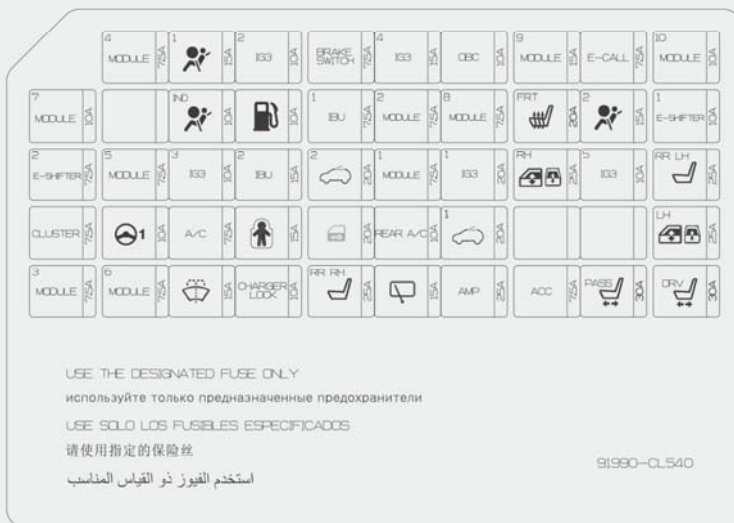 4 MODULE 7.5A 1 15A 2 IG3 10A BRAKE SWITCH 7.5A 4 IG3 15A OBC 10A 9 MODULE 15A E-CALL 7.5A 10 MODULE 10A
7 MODULE 10A IND 10A 10A 1 IBU 7.5A 2 MODULE 7.5A 8 MODULE 7.5A FRT 20A 2 15A 1 E-SHIFTER 10A
2 E-SHIFTER 7.5A 5 MODULE 7.5A 3 IG3 10A 2 IBU 15A 2 20A 1 MODULE 7.5A 1 IG3 20A RH 25A 5 IG3 10A RR LH 25A
CLUSTER 7.5A 1 10A A/C 7.5A 15A 20A REAR A/C 10A 1 20A LH 25A
3 MODULE 7.5A 6 MODULE 7.5A 15A CHARGER LOCK 10A RR RH 25A 15A AMP 25A ACC 7.5A PASS 30A DRV 30A
USE THE DESIGNATED FUSE ONLY
используйте только предназначенные предохранители
USE SOLO LOS FUSIBLES ESPECIFICADOS
请使用指定的保险丝
استخدم الفيوز ذو القياس المناسب
91990-CL540